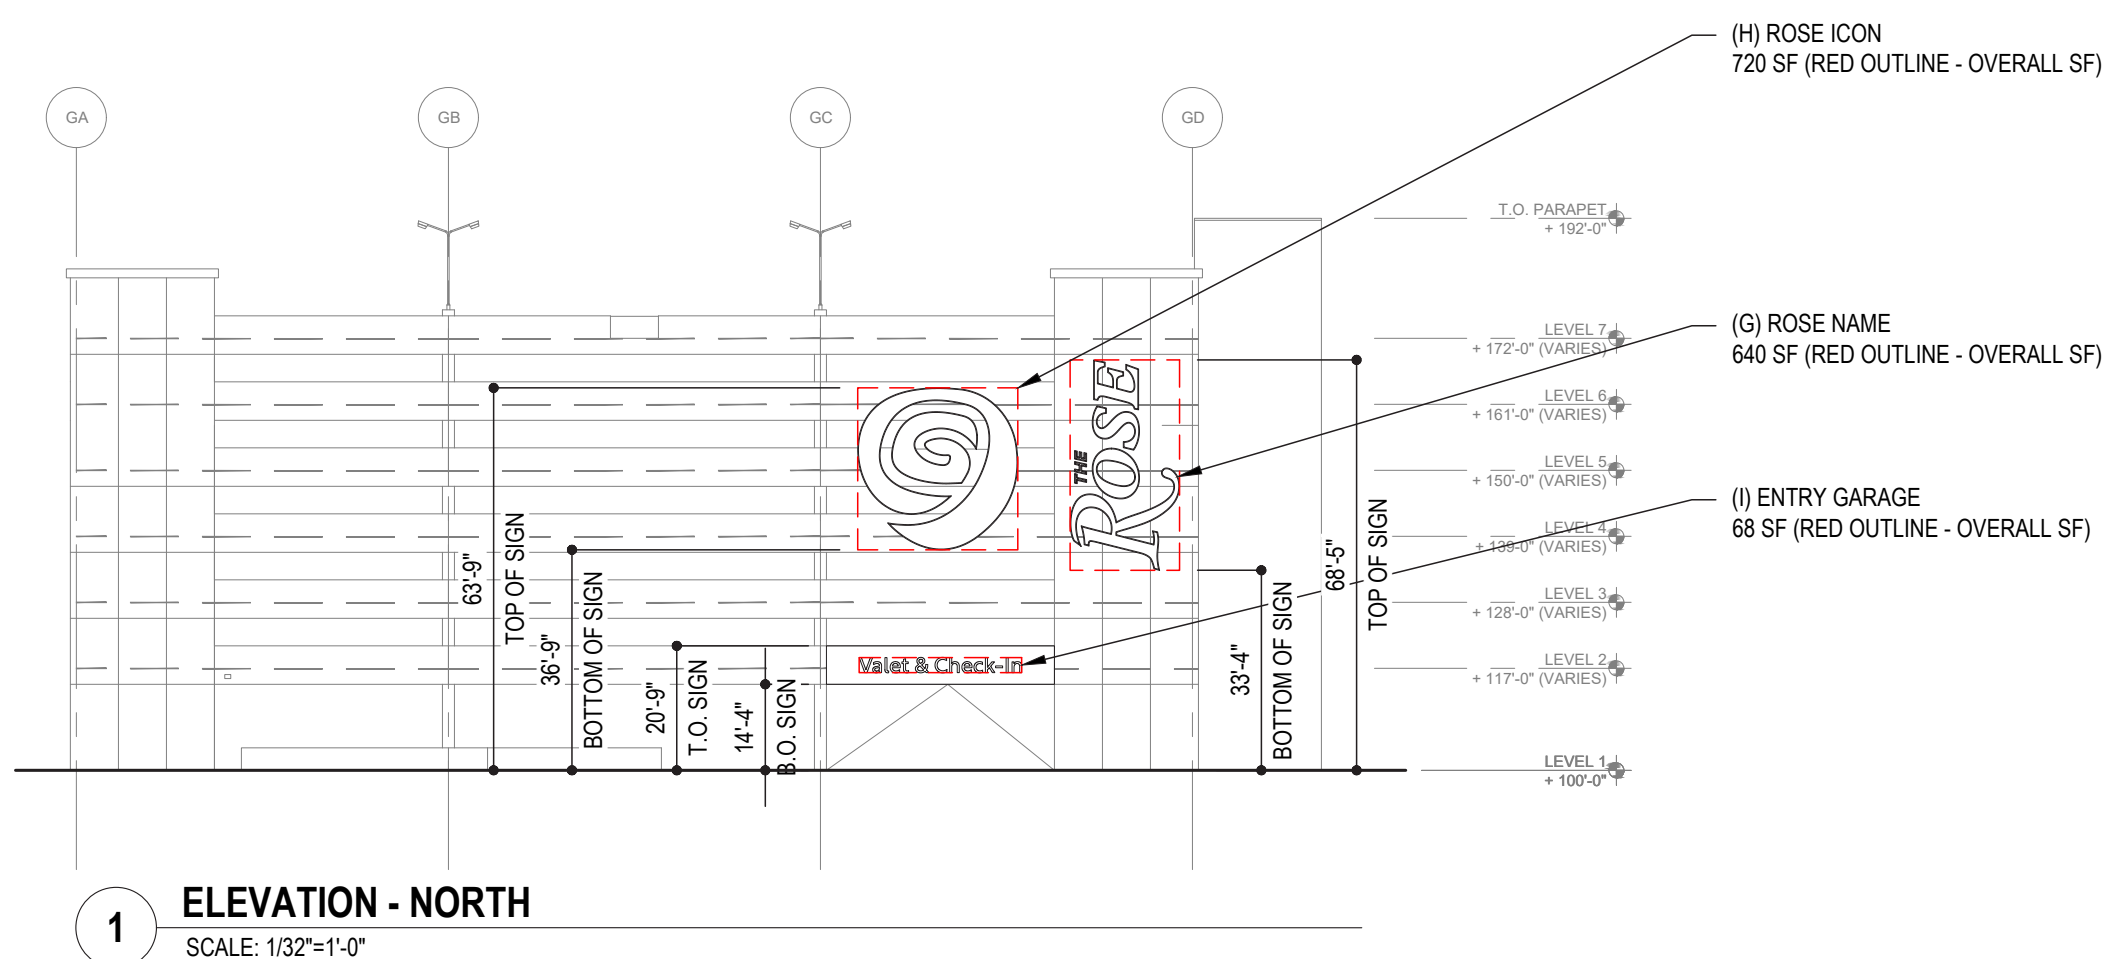 (H) ROSE ICON
720 SF (RED OUTLINE - OVERALL SF)
GA
GB
GC
GD
T.O. PARAPET
+ 192'-0"
(G) ROSE NAME
640 SF (RED OUTLINE - OVERALL SF)
LEVEL 7
+ 172'-0" (VARIES)
LEVEL 6
+ 161'-0" (VARIES)
LEVEL 5
+ 150'-0" (VARIES)
(I) ENTRY GARAGE
68 SF (RED OUTLINE - OVERALL SF)
LEVEL 4
+ 139-0" (VARIES)
LEVEL 3
+ 128'-0" (VARIES)
LEVEL 2
+ 117'-0" (VARIES)
LEVEL 1
+ 100'-0"
THE
ROSE
63'-9"
TOP OF SIGN
36'-9"
BOTTOM OF SIGN
20'-9"
T.O. SIGN
14'-4"
B.O. SIGN
Valet & Check-In
33'-4"
BOTTOM OF SIGN
68'-5"
TOP OF SIGN
1
ELEVATION - NORTH
SCALE: 1/32"=1'-0"